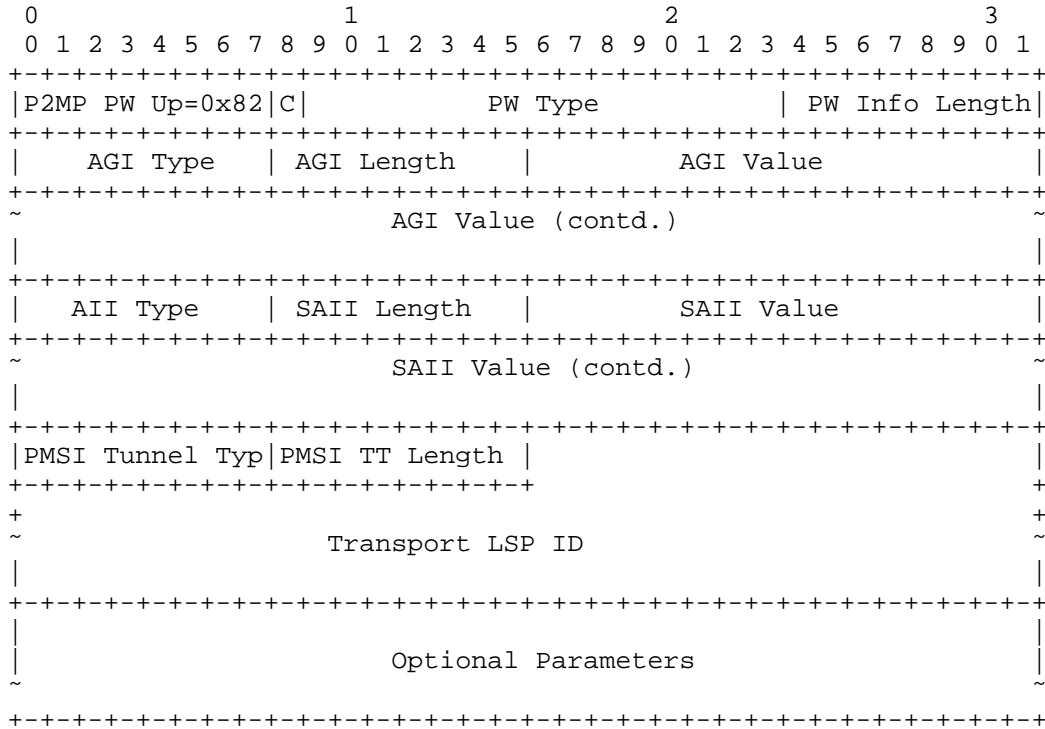 0                   1                   2                   3
 0 1 2 3 4 5 6 7 8 9 0 1 2 3 4 5 6 7 8 9 0 1 2 3 4 5 6 7 8 9 0 1
+-+-+-+-+-+-+-+-+-+-+-+-+-+-+-+-+-+-+-+-+-+-+-+-+-+-+-+-+-+-+-+-+
|P2MP PW Up=0x82|C|           PW Type           | PW Info Length|
+-+-+-+-+-+-+-+-+-+-+-+-+-+-+-+-+-+-+-+-+-+-+-+-+-+-+-+-+-+-+-+-+
|    AGI Type   | AGI Length    |         AGI Value             |
+-+-+-+-+-+-+-+-+-+-+-+-+-+-+-+-+-+-+-+-+-+-+-+-+-+-+-+-+-+-+-+-+
~                       AGI Value (contd.)                      ~
|                                                               |
+-+-+-+-+-+-+-+-+-+-+-+-+-+-+-+-+-+-+-+-+-+-+-+-+-+-+-+-+-+-+-+-+
|   AII Type    | SAII Length   |         SAII Value            |
+-+-+-+-+-+-+-+-+-+-+-+-+-+-+-+-+-+-+-+-+-+-+-+-+-+-+-+-+-+-+-+-+
~                       SAII Value (contd.)                     ~
|                                                               |
+-+-+-+-+-+-+-+-+-+-+-+-+-+-+-+-+-+-+-+-+-+-+-+-+-+-+-+-+-+-+-+-+
|PMSI Tunnel Typ|PMSI TT Length |                               |
+-+-+-+-+-+-+-+-+-+-+-+-+-+-+-+-+                               +
+                                                               +
~                   Transport LSP ID                            ~
|                                                               |
+-+-+-+-+-+-+-+-+-+-+-+-+-+-+-+-+-+-+-+-+-+-+-+-+-+-+-+-+-+-+-+-+
|                                                               |
|                       Optional Parameters                     |
~                                                               ~
+-+-+-+-+-+-+-+-+-+-+-+-+-+-+-+-+-+-+-+-+-+-+-+-+-+-+-+-+-+-+-+-+